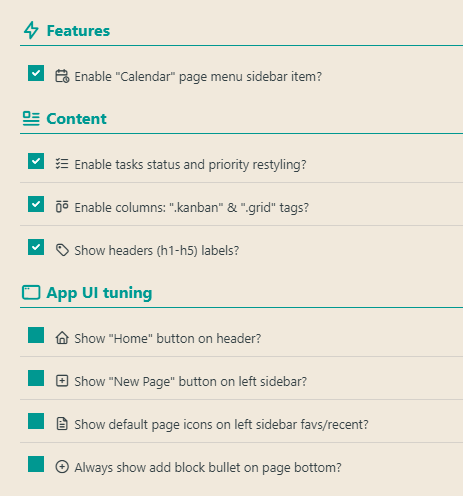 Features
Enable "Calendar" page menu sidebar item?
Content
Enable tasks status and priority restyling?
Enable columns: ".kanban" & ".grid" tags?
Show headers (h1-h5) labels?
App UI tuning
Show "Home" button on header?
Show "New Page" button on left sidebar?
Show default page icons on left sidebar favs/recent?
Always show add block bullet on page bottom?